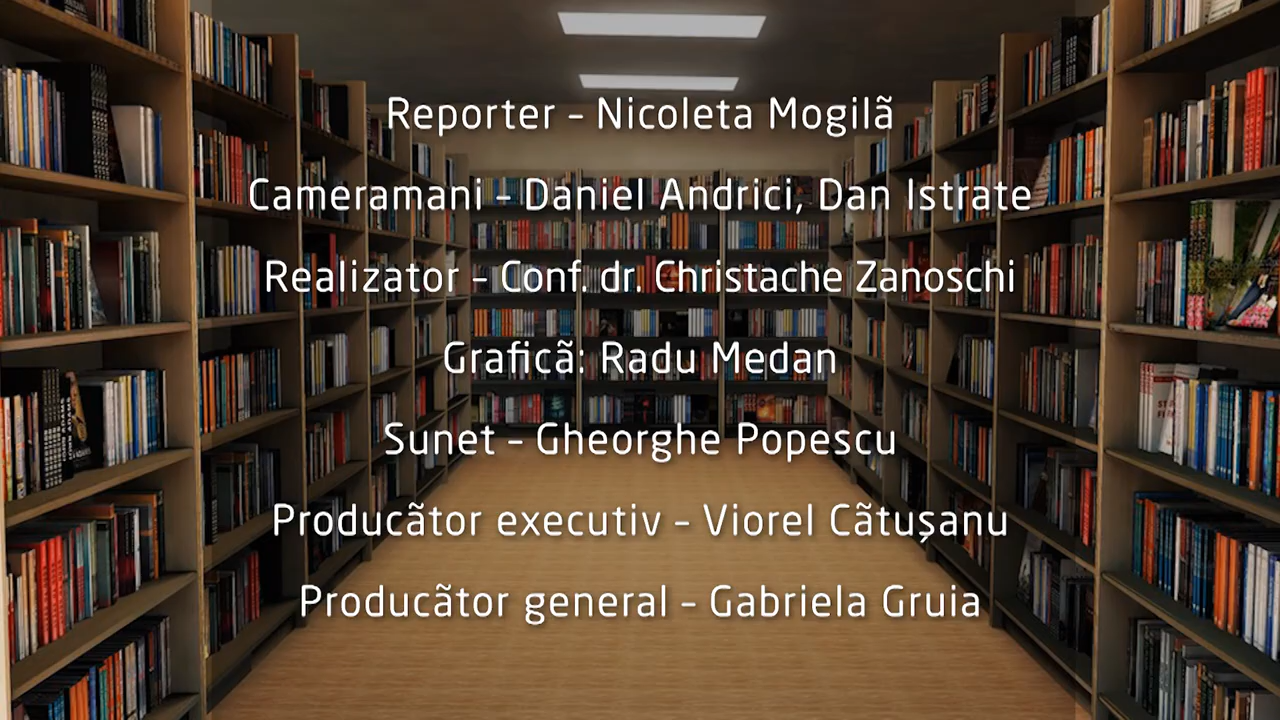 Reporter – Nicoleta Mogilã
Cameramani – Daniel Andrici, Dan Istrate
Realizator – Conf. dr. Christache Zanoschi
Graficã: Radu Medan
Sunet – Gheorghe Popescu
Producãtor executiv – Viorel Cãtușanu
Producãtor general – Gabriela Gruia